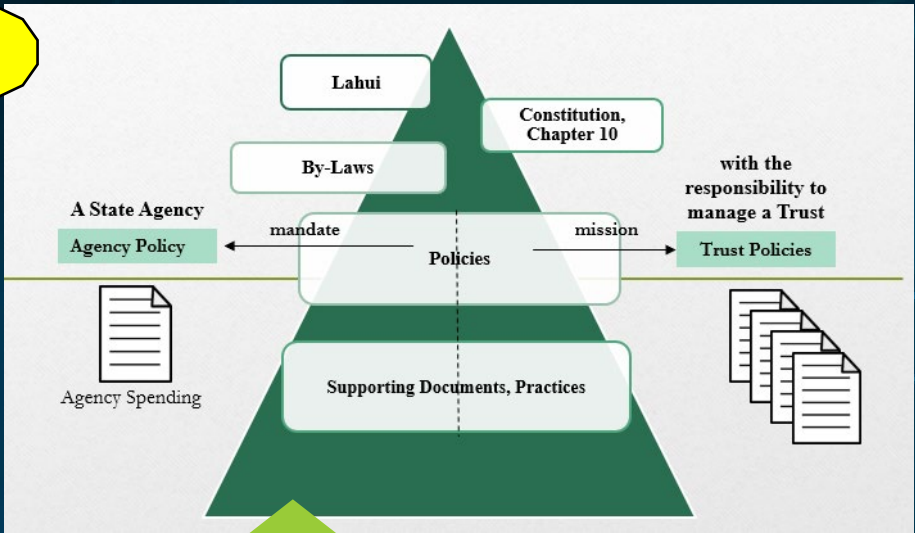 Lahui
Constitution,
Chapter 10
By-Laws
with the
responsibility to
manage a Trust
A State Agency
Agency Policy
mandate
Policies
mission
Trust Policies
Agency Spending
Supporting Documents, Practices